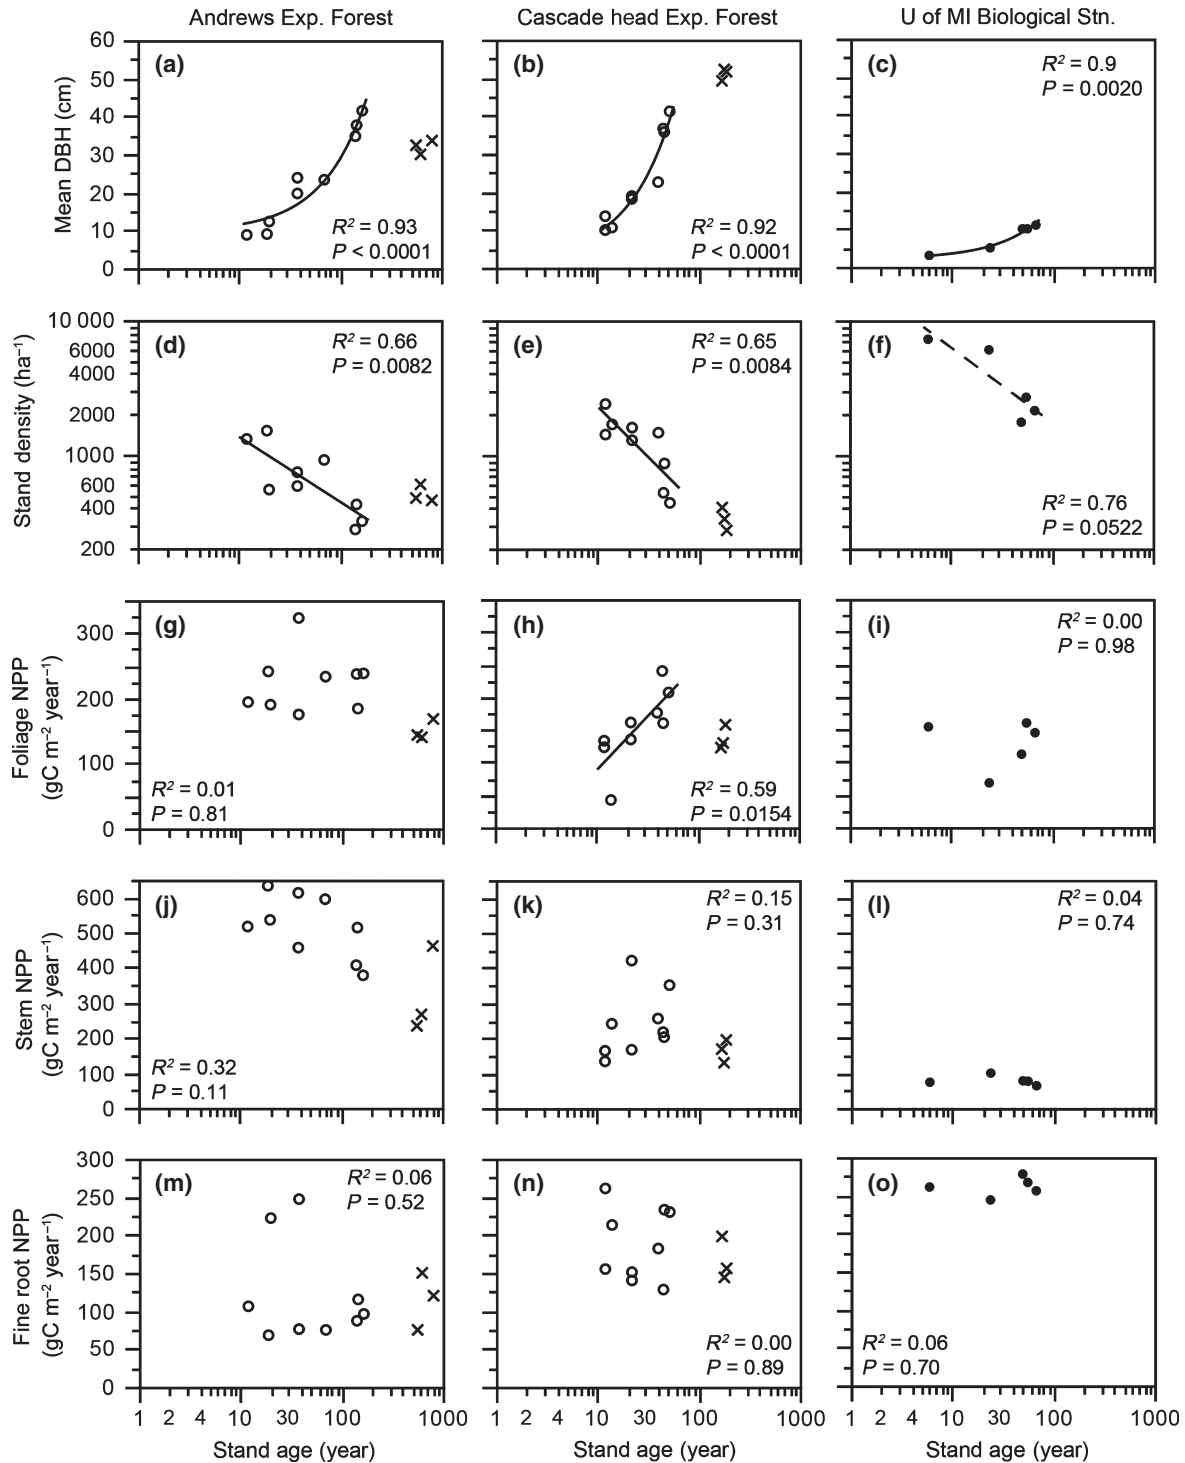 Andrews Exp. Forest
Cascade head Exp. Forest
U of MI Biological Stn.
Mean DBH (cm)
60
50
40
30
20
10
0
(a)
R² = 0.93
P < 0.0001
(b)
R² = 0.92
P < 0.0001
(c)
R² = 0.9
P = 0.0020
Stand density (ha⁻¹)
10 000
6000
4000
2000
1000
600
400
200
(d)
R² = 0.66
P = 0.0082
(e)
R² = 0.65
P = 0.0084
(f)
R² = 0.76
P = 0.0522
Foliage NPP
(gC m⁻² year⁻¹)
300
200
100
0
(g)
R² = 0.01
P = 0.81
(h)
R² = 0.59
P = 0.0154
(i)
R² = 0.00
P = 0.98
Stem NPP
(gC m⁻² year⁻¹)
600
500
400
300
200
100
0
(j)
R² = 0.32
P = 0.11
(k)
R² = 0.15
P = 0.31
(l)
R² = 0.04
P = 0.74
Fine root NPP
(gC m⁻² year⁻¹)
300
250
200
150
100
50
0
(m)
R² = 0.06
P = 0.52
(n)
R² = 0.00
P = 0.89
(o)
R² = 0.06
P = 0.70
1 2 4 10 30 100 1000
1 2 4 10 30 100 1000
1 2 4 10 30 100 1000
Stand age (year)
Stand age (year)
Stand age (year)